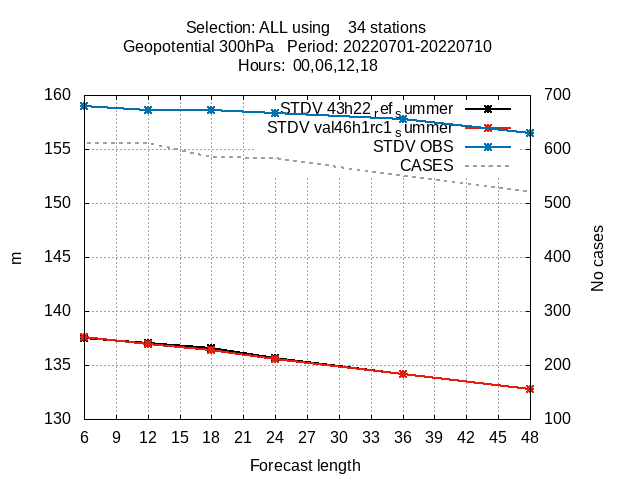 Selection: ALL using    34 stations
Geopotential 300hPa   Period: 20220701-20220710
Hours:  00,06,12,18
160
155
150
145
140
135
130
m
700
600
500
400
300
200
100
No cases
STDV 43h22_ref_summer
STDV val46h1rc1_summer
STDV OBS
CASES
6 9 12 15 18 21 24 27 30 33 36 39 42 45 48
Forecast length